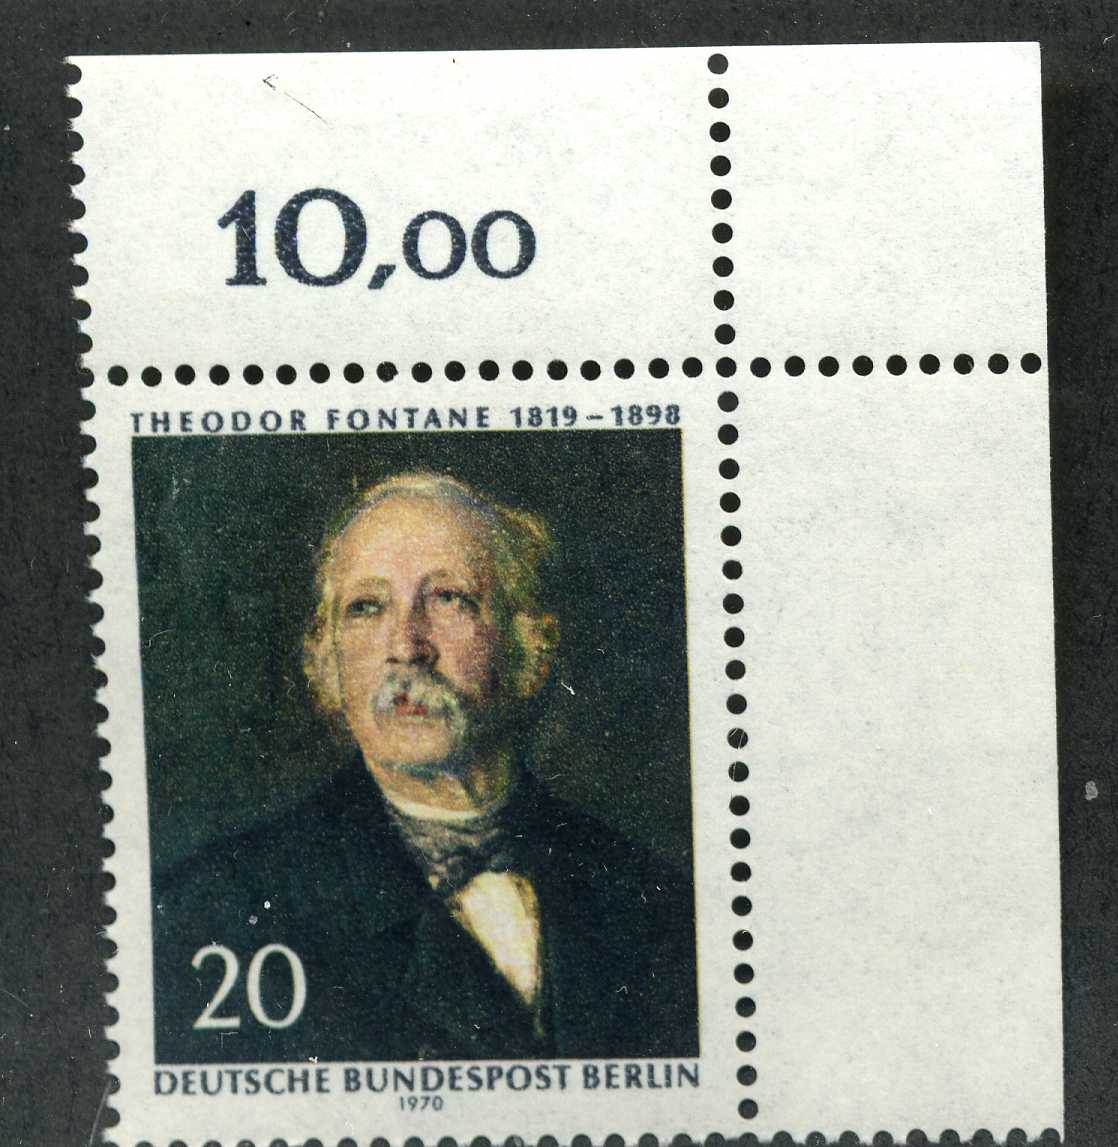 10,00
THEODOR FONTANE 1819 – 1898
20
DEUTSCHE BUNDESPOST BERLIN
1970